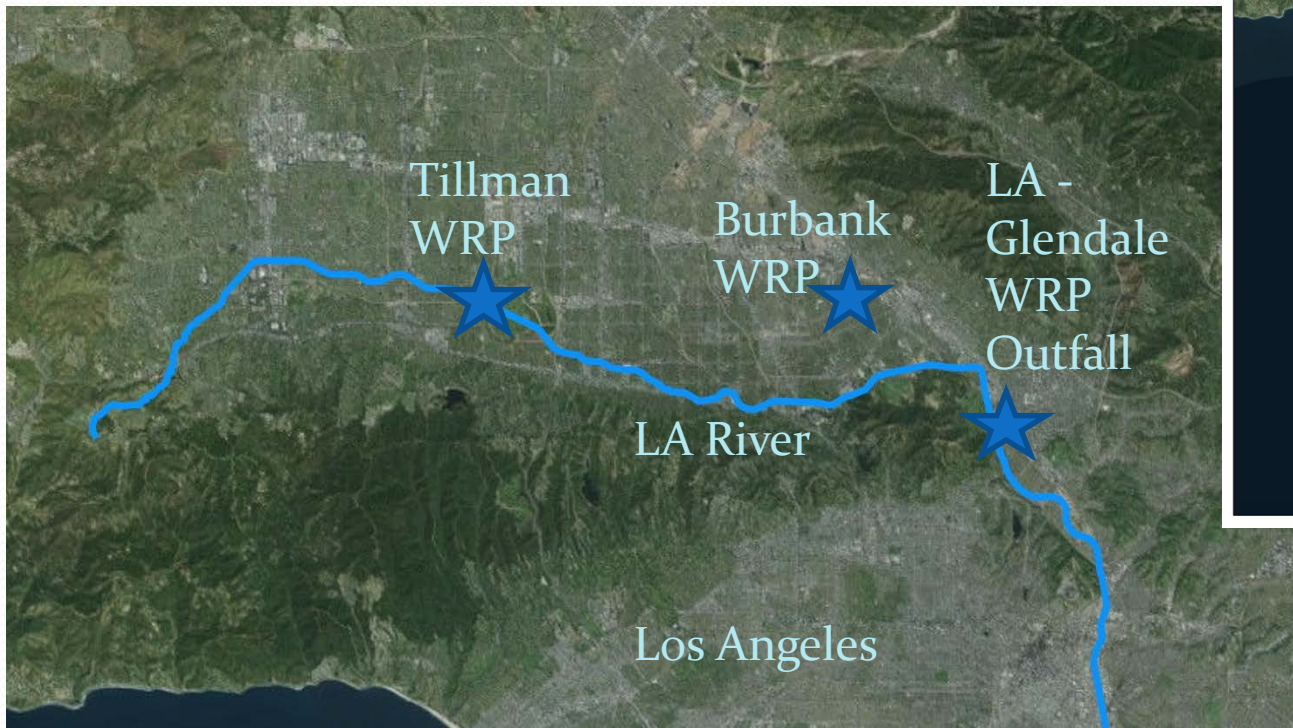 Tillman
WRP
Burbank
WRP
LA -
Glendale
WRP
Outfall
LA River
Los Angeles